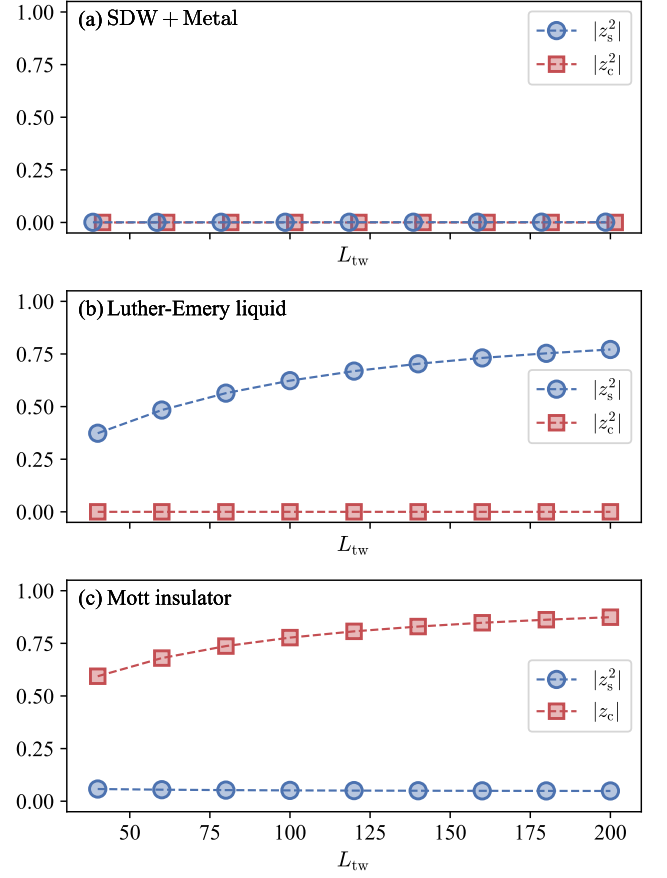 1.00
(a) SDW + Metal
|z_s^2|
0.75
|z_c^2|
0.50
0.25
0.00
L_tw
1.00
(b) Luther-Emery liquid
0.75
|z_s^2|
0.50
|z_c^2|
0.25
0.00
L_tw
1.00
(c) Mott insulator
0.75
|z_s^2|
0.50
|z_c|
0.25
0.00
50 75 100 125 150 175 200
L_tw